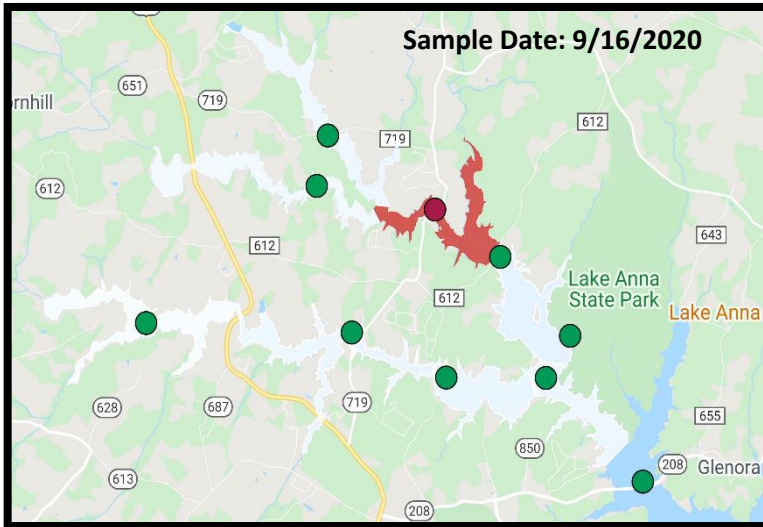 Sample Date: 9/16/2020
651
rnhill
719
719
612
612
643
612
Lake Anna
State Park
612
Lake Anna
628
687
719
655
850
613
208
Glenora
208